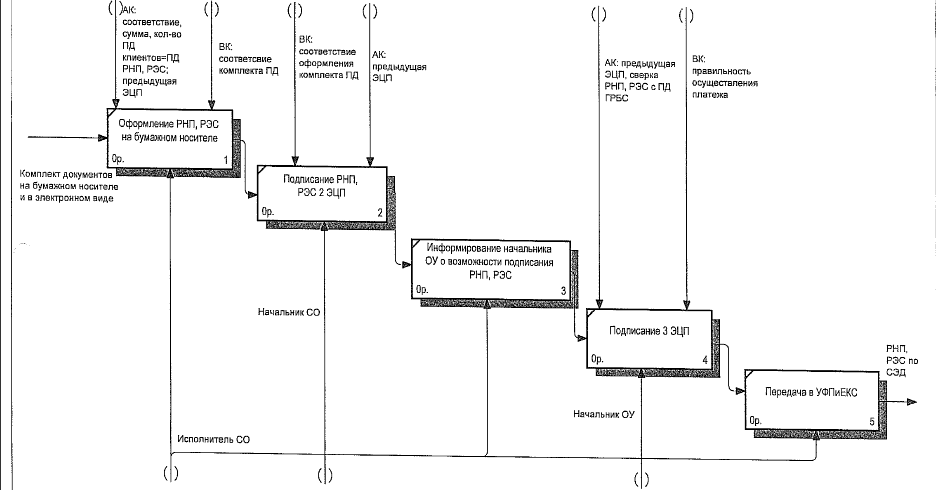 АК:
соответствие,
сумма, кол-во
ПД
клиентов=ПД
РНП, РЭС;
предыдущая
ЭЦП
ВК:
соответсвие
комплекта ПД
ВК:
соотвествие
оформления
комплекта ПД
АК:
предыдущая
ЭЦП
АК: предыдущая
ЭЦП, сверка
РНП, РЭС с ПД
ГРБС
ВК:
правильность
осуществления
платежа
Оформление РНП, РЭС
на бумажном носителе
0р. 1
Комплект документов
на бумажном носителе
и в электронном виде
Подписание РНП,
РЭС 2 ЭЦП
0р. 2
Информирование начальника
ОУ о возможности подписания
РНП, РЭС
0р. 3
Начальник СО
Подписание 3 ЭЦП
0р. 4
РНП,
РЭС по
СЭД
Передача в УФПиЕКС
0р. 5
Начальник ОУ
Исполнитель СО